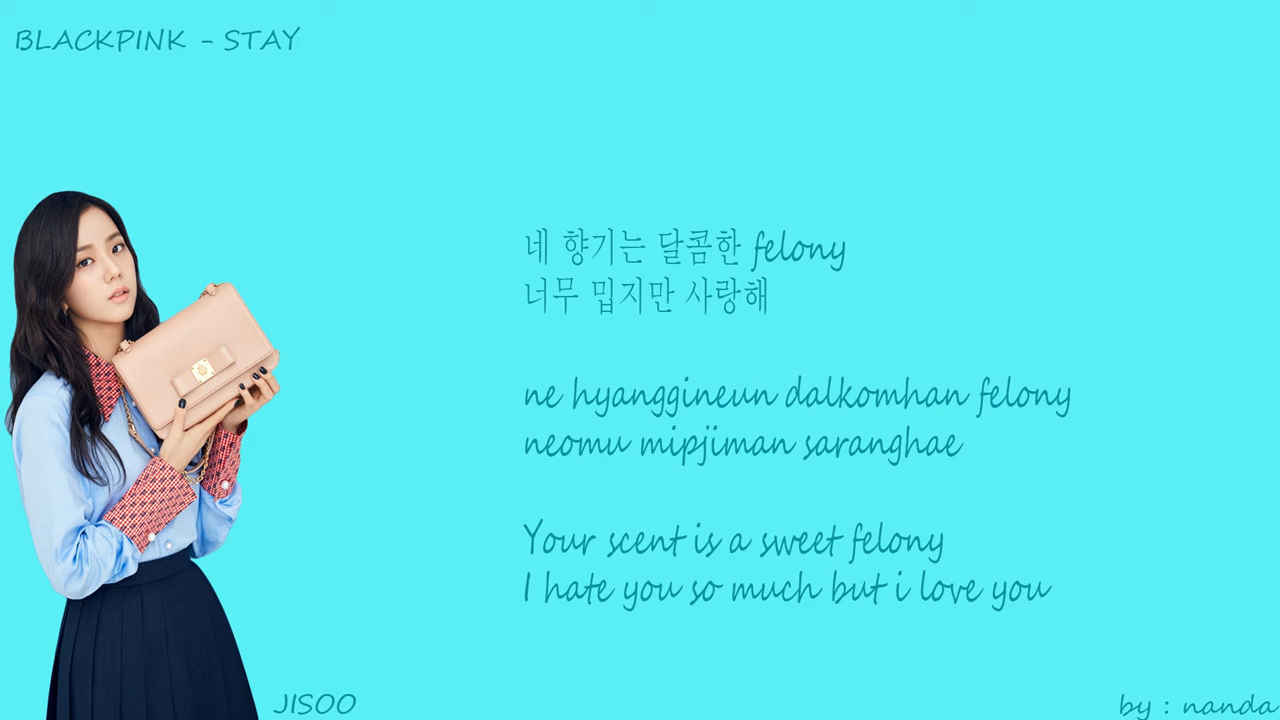 BLACKPINK - STAY
네 향기는 달콤한 felony
너무 밉지만 사랑해
ne hyanggineun dalkomhan felony
neomu mipjiman saranghae
Your scent is a sweet felony
I hate you so much but i love you
JISOO
by : nanda